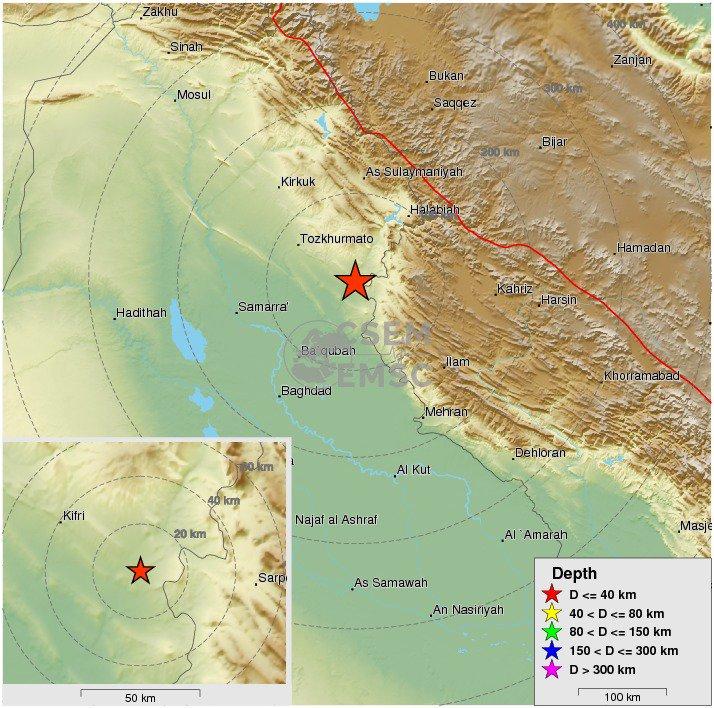 Zakhu
Sinah
Mosul
400 km
Zanjan
Bukan
Saqqez
300 km
Bijar
200 km
As Sulaymaniyah
Kirkuk
Halabjah
Tozkhurmato
Hamadan
Kahriz
Harsin
Samarra'
Hadithah
CSEM
EMSC
Ba`qubah
Ilam
Khorramabad
Baghdad
Mehran
Dehloran
Al Kut
Najaf al Ashraf
Al `Amarah
Masje
As Samawah
An Nasiriyah
60 km
40 km
Kifri
20 km
Sarp
50 km
Depth
D <= 40 km
40 < D <= 80 km
80 < D <= 150 km
150 < D <= 300 km
D > 300 km
100 km